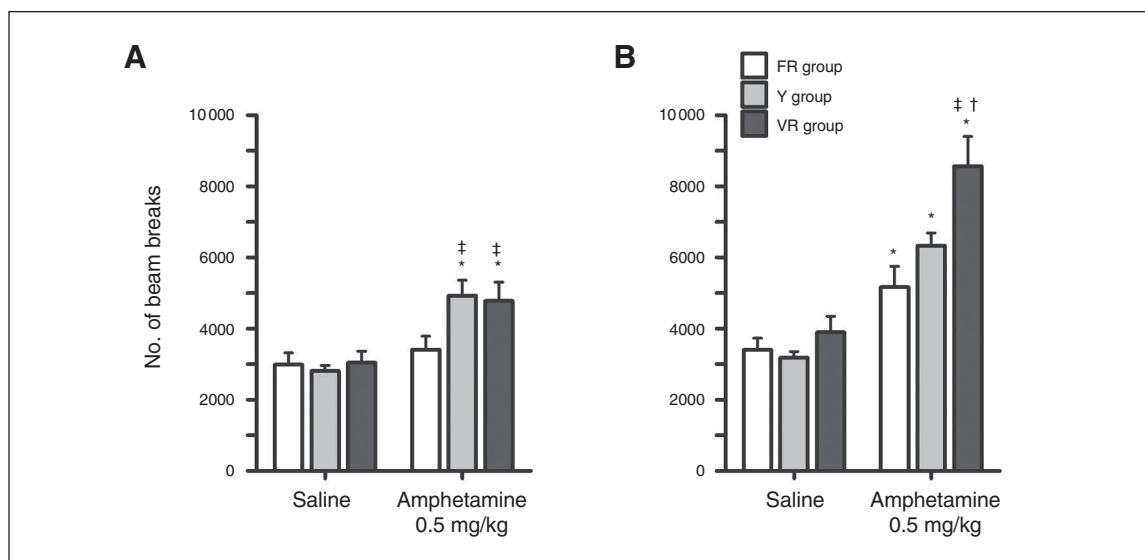 A
No. of beam breaks
10 000
8000
6000
4000
2000
0
‡
*
‡
*
Saline
Amphetamine
0.5 mg/kg
B
FR group
Y group
VR group
10 000
8000
6000
4000
2000
0
*
*
‡ †
*
Saline
Amphetamine
0.5 mg/kg